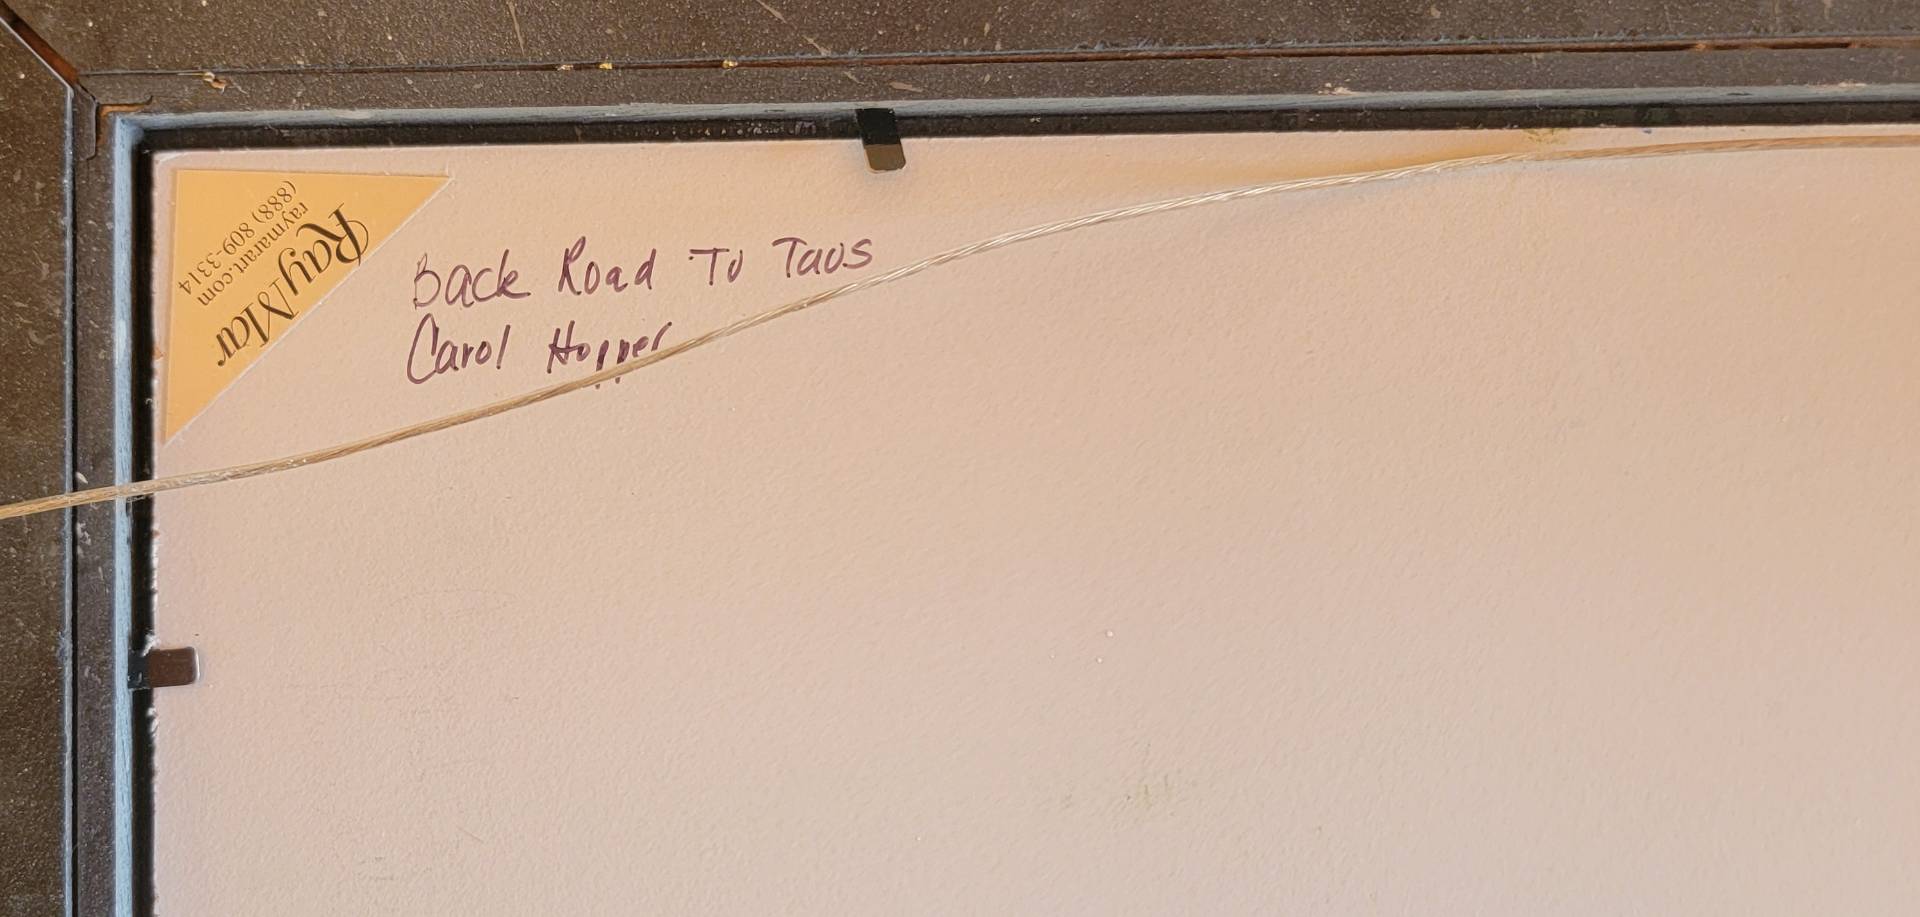 RayMar
raymarart.com
(888) 809-3314
Back Road To Taos
Carol Hopper